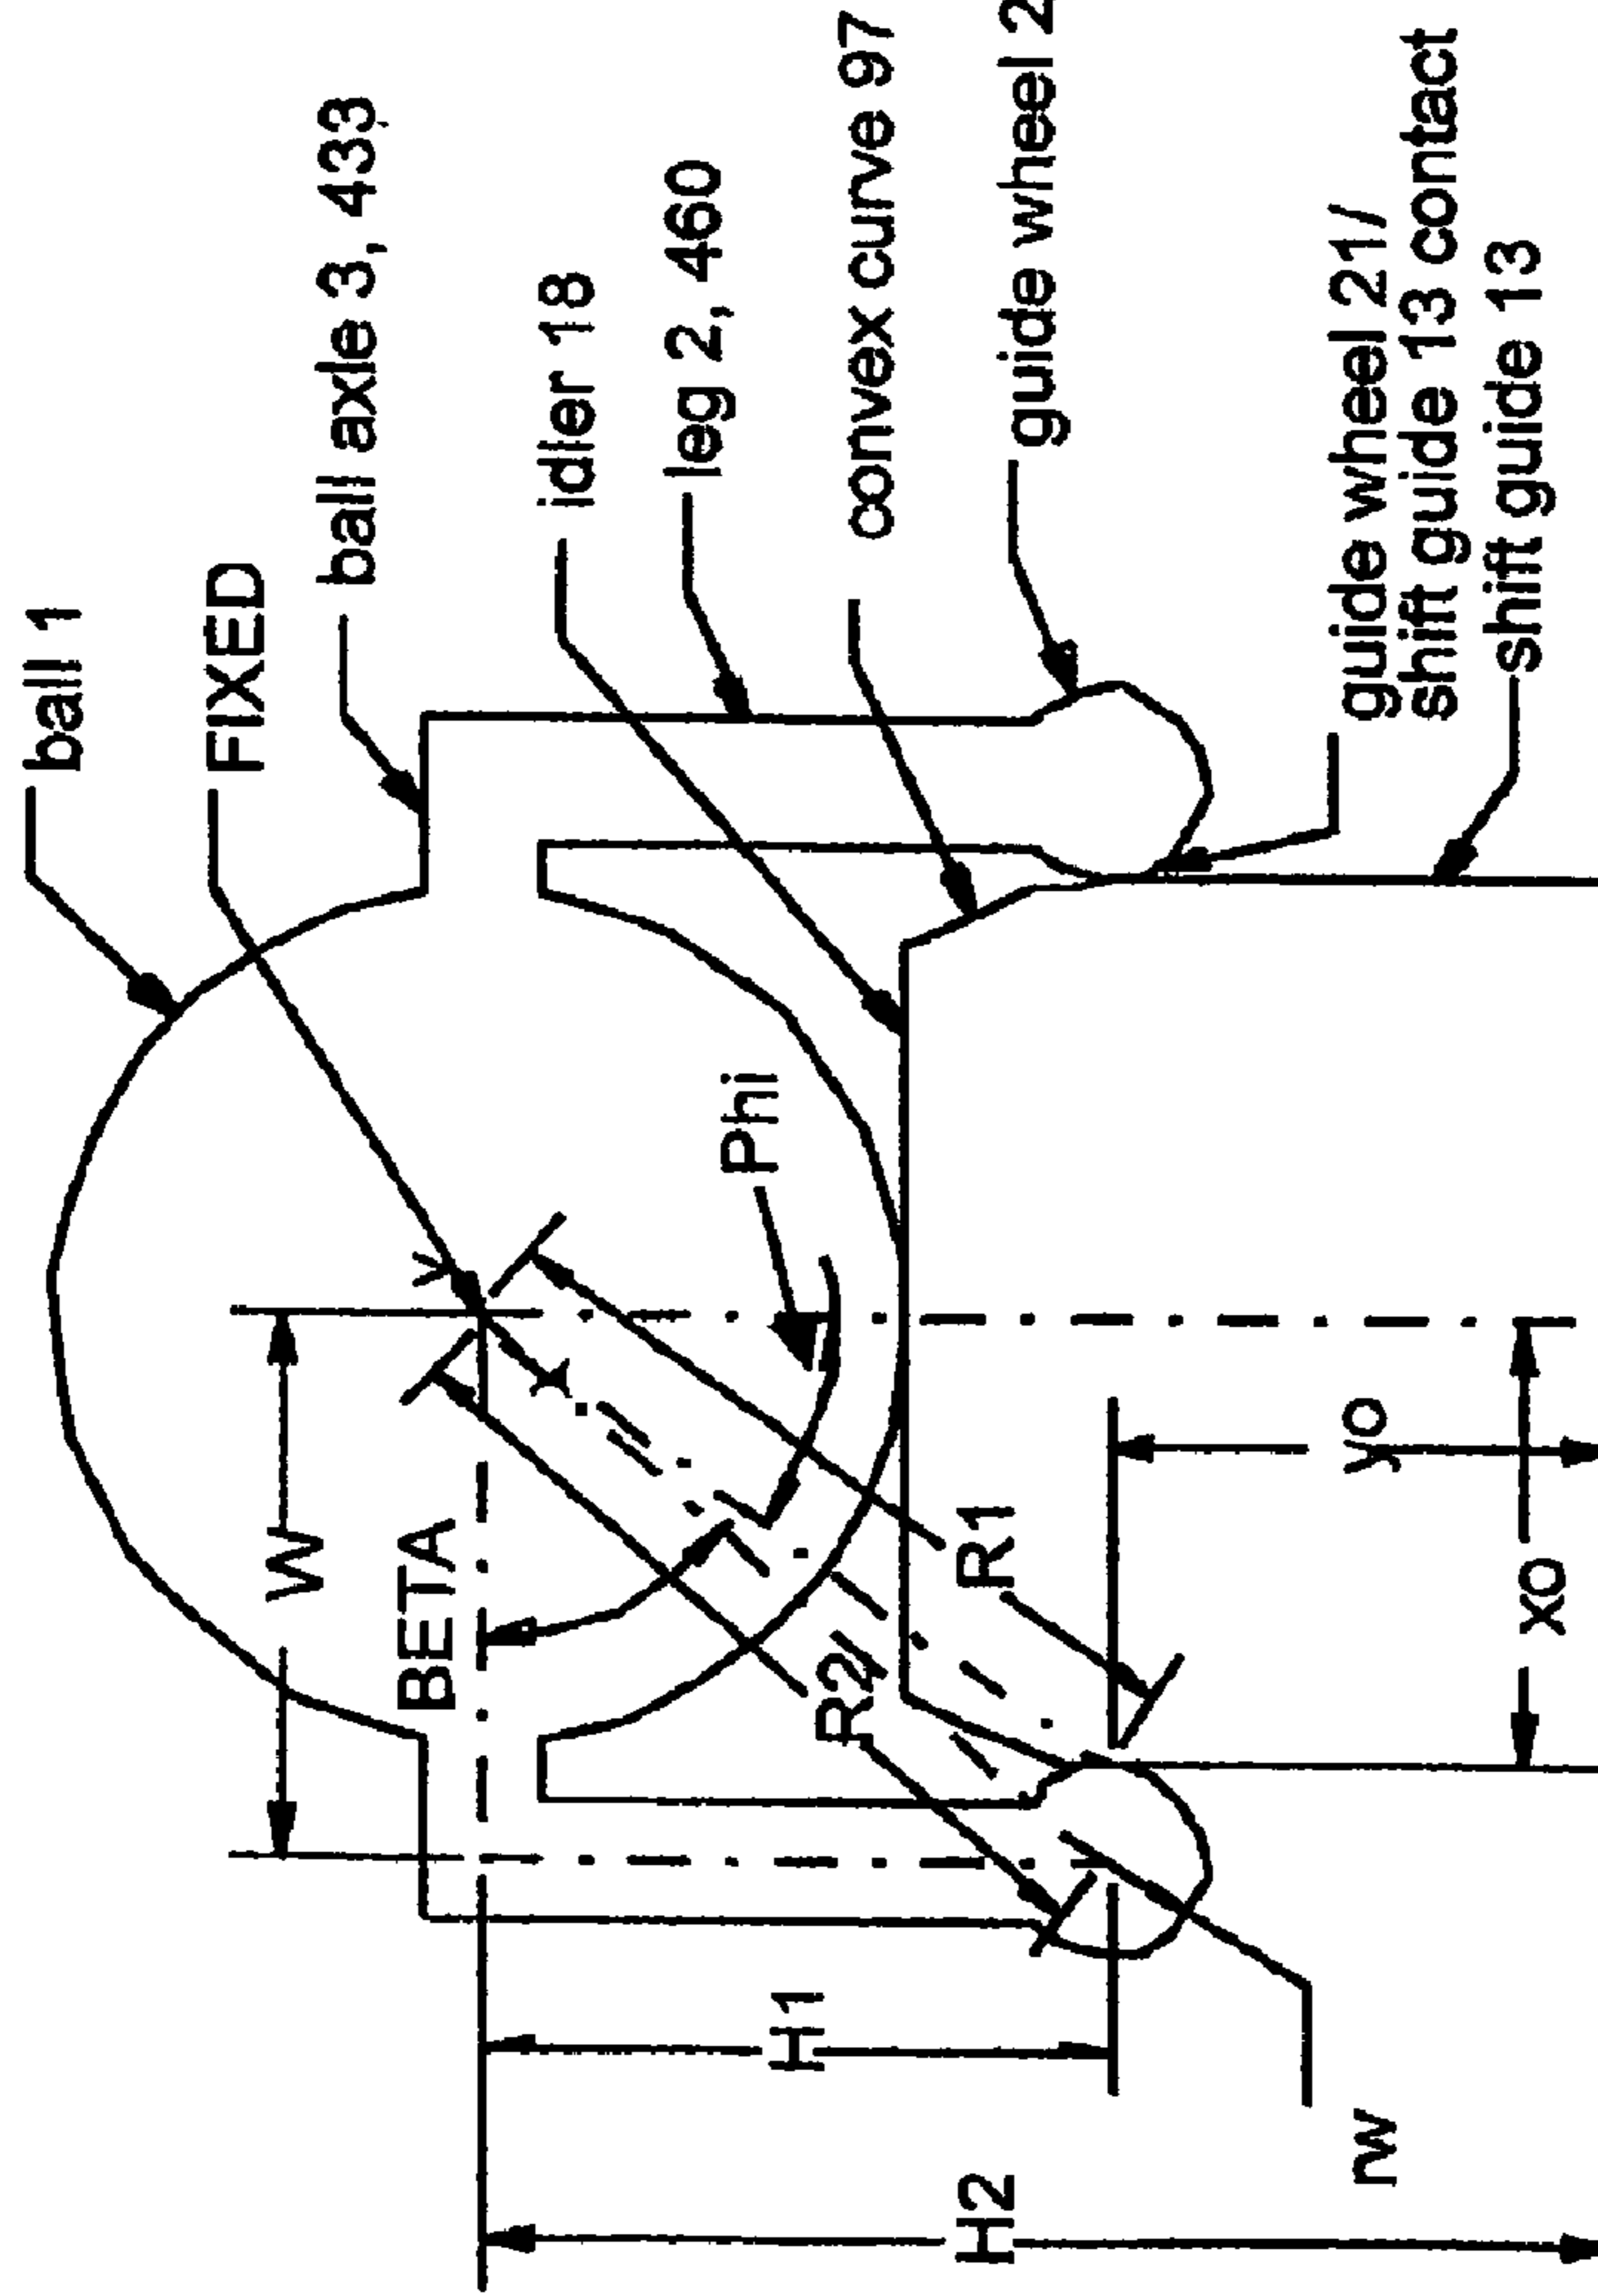 ball 1
FIXED
ball axle 3, 433
idler 18
leg 2, 460
convex curve 97
guide wheel 2
guide wheel 21/
shift guide 13 contact
shift guide 13
W
BETA
Phi
R2
R1
yo
xo
H1
H2
rw